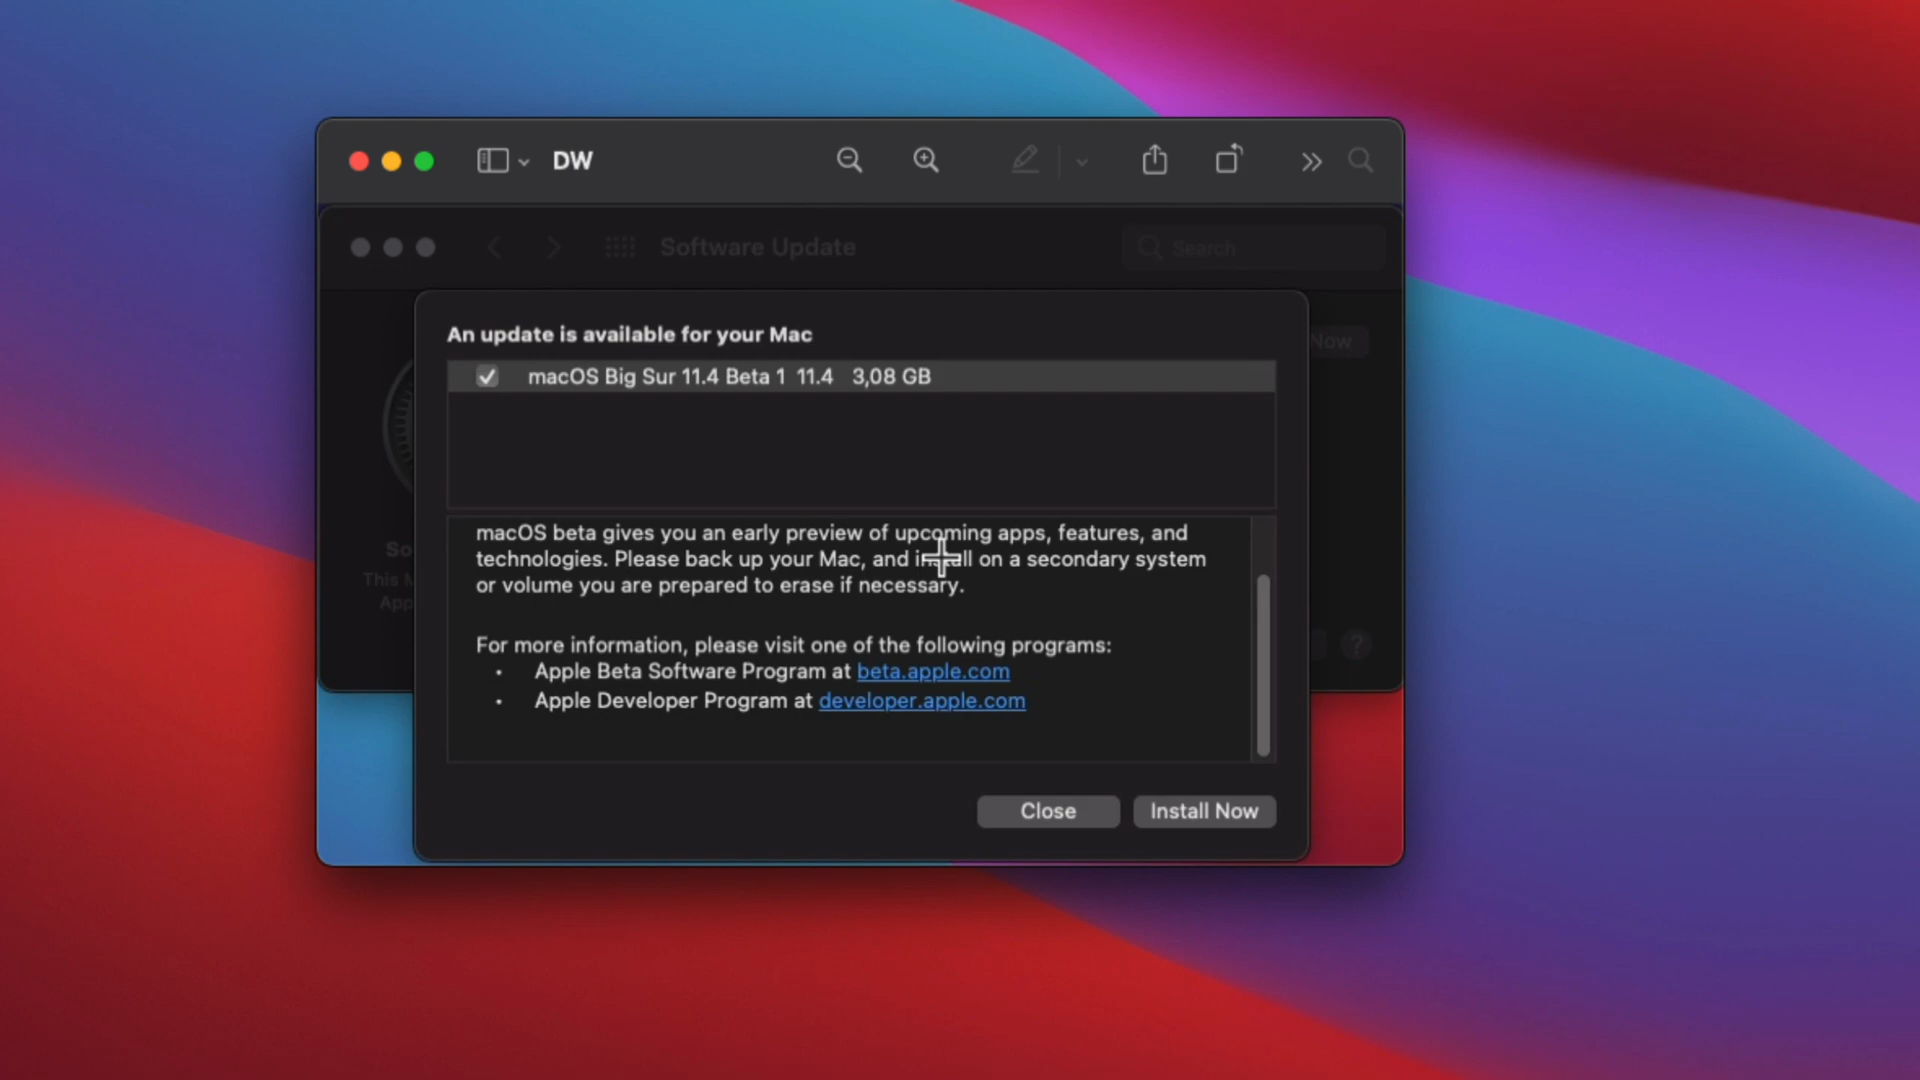 DW
Software Update
Search
An update is available for your Mac
Now
macOS Big Sur 11.4 Beta 1 11.4 3,08 GB
macOS beta gives you an early preview of upcoming apps, features, and
technologies. Please back up your Mac, and install on a secondary system
or volume you are prepared to erase if necessary.
So
This M
App
For more information, please visit one of the following programs:
• Apple Beta Software Program at beta.apple.com
• Apple Developer Program at developer.apple.com
?
Close
Install Now